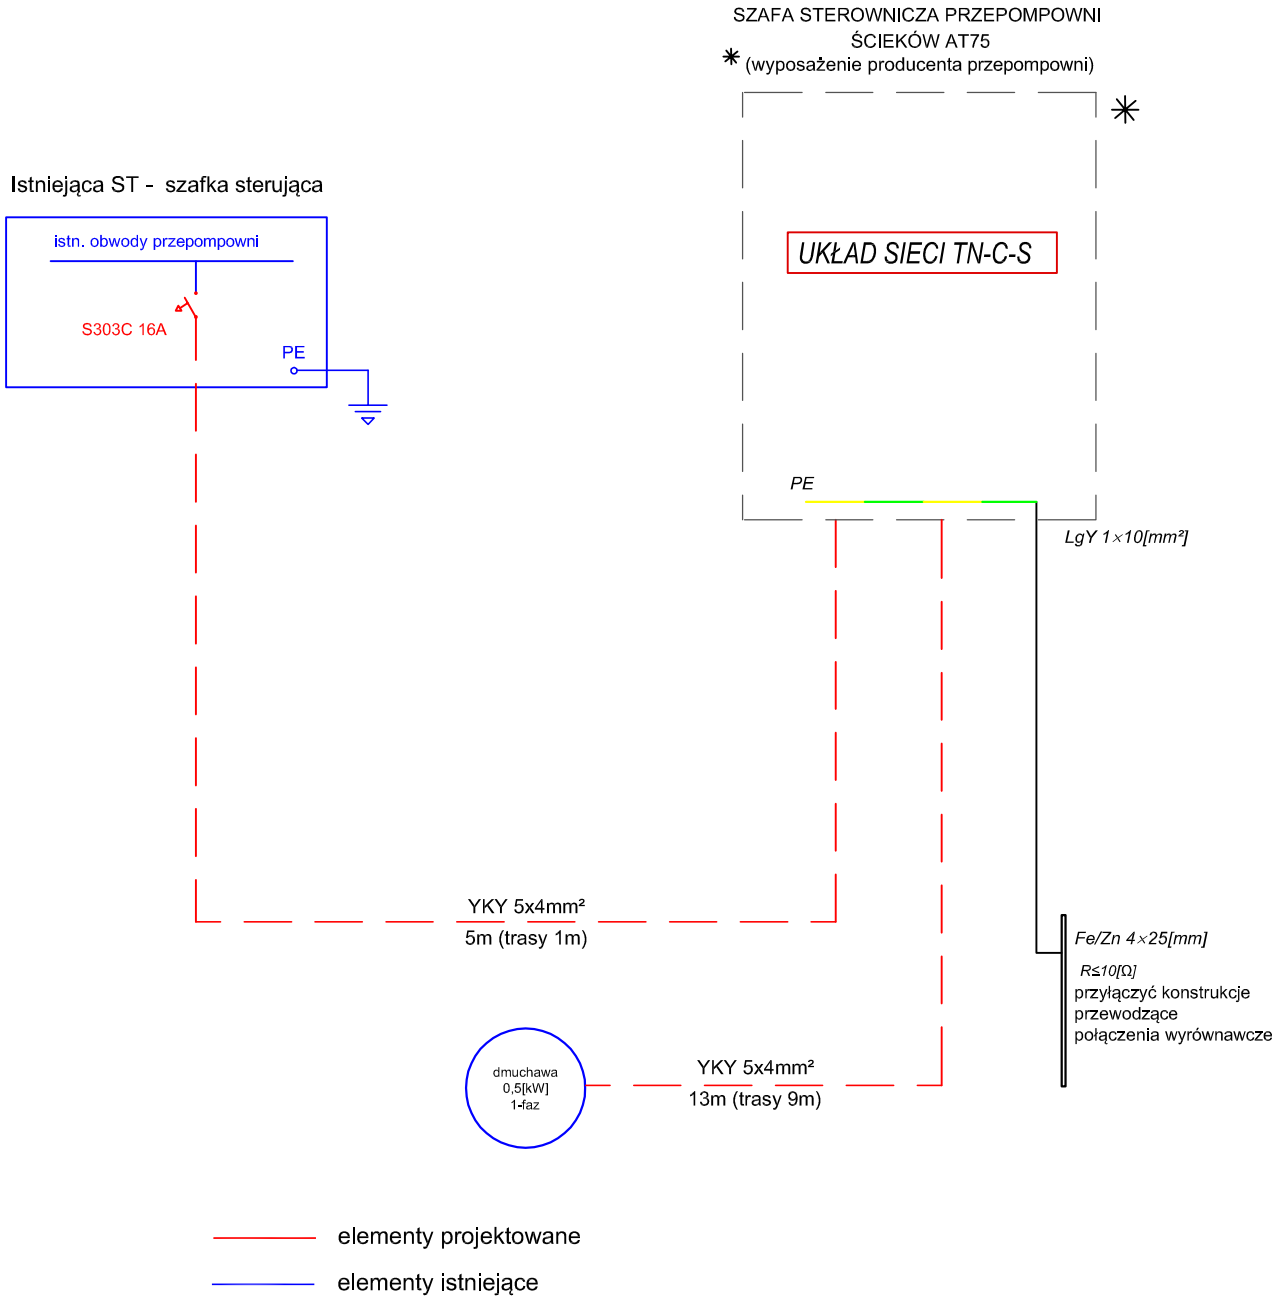 SZAFA STEROWNICZA PRZEPOMPOWNI
ŚCIEKÓW AT75
* (wyposażenie producenta przepompowni)
*
Istniejąca ST - szafka sterująca
istn. obwody przepompowni
UKŁAD SIECI TN-C-S
S303C 16A
PE
PE
LgY 1×10[mm²]
YKY 5x4mm²
5m (trasy 1m)
Fe/Zn 4×25[mm]
R≤10[Ω]
przyłączyć konstrukcje
przewodzące
połączenia wyrównawcze
dmuchawa
0,5[kW]
1-faz
YKY 5x4mm²
13m (trasy 9m)
elementy projektowane
elementy istniejące